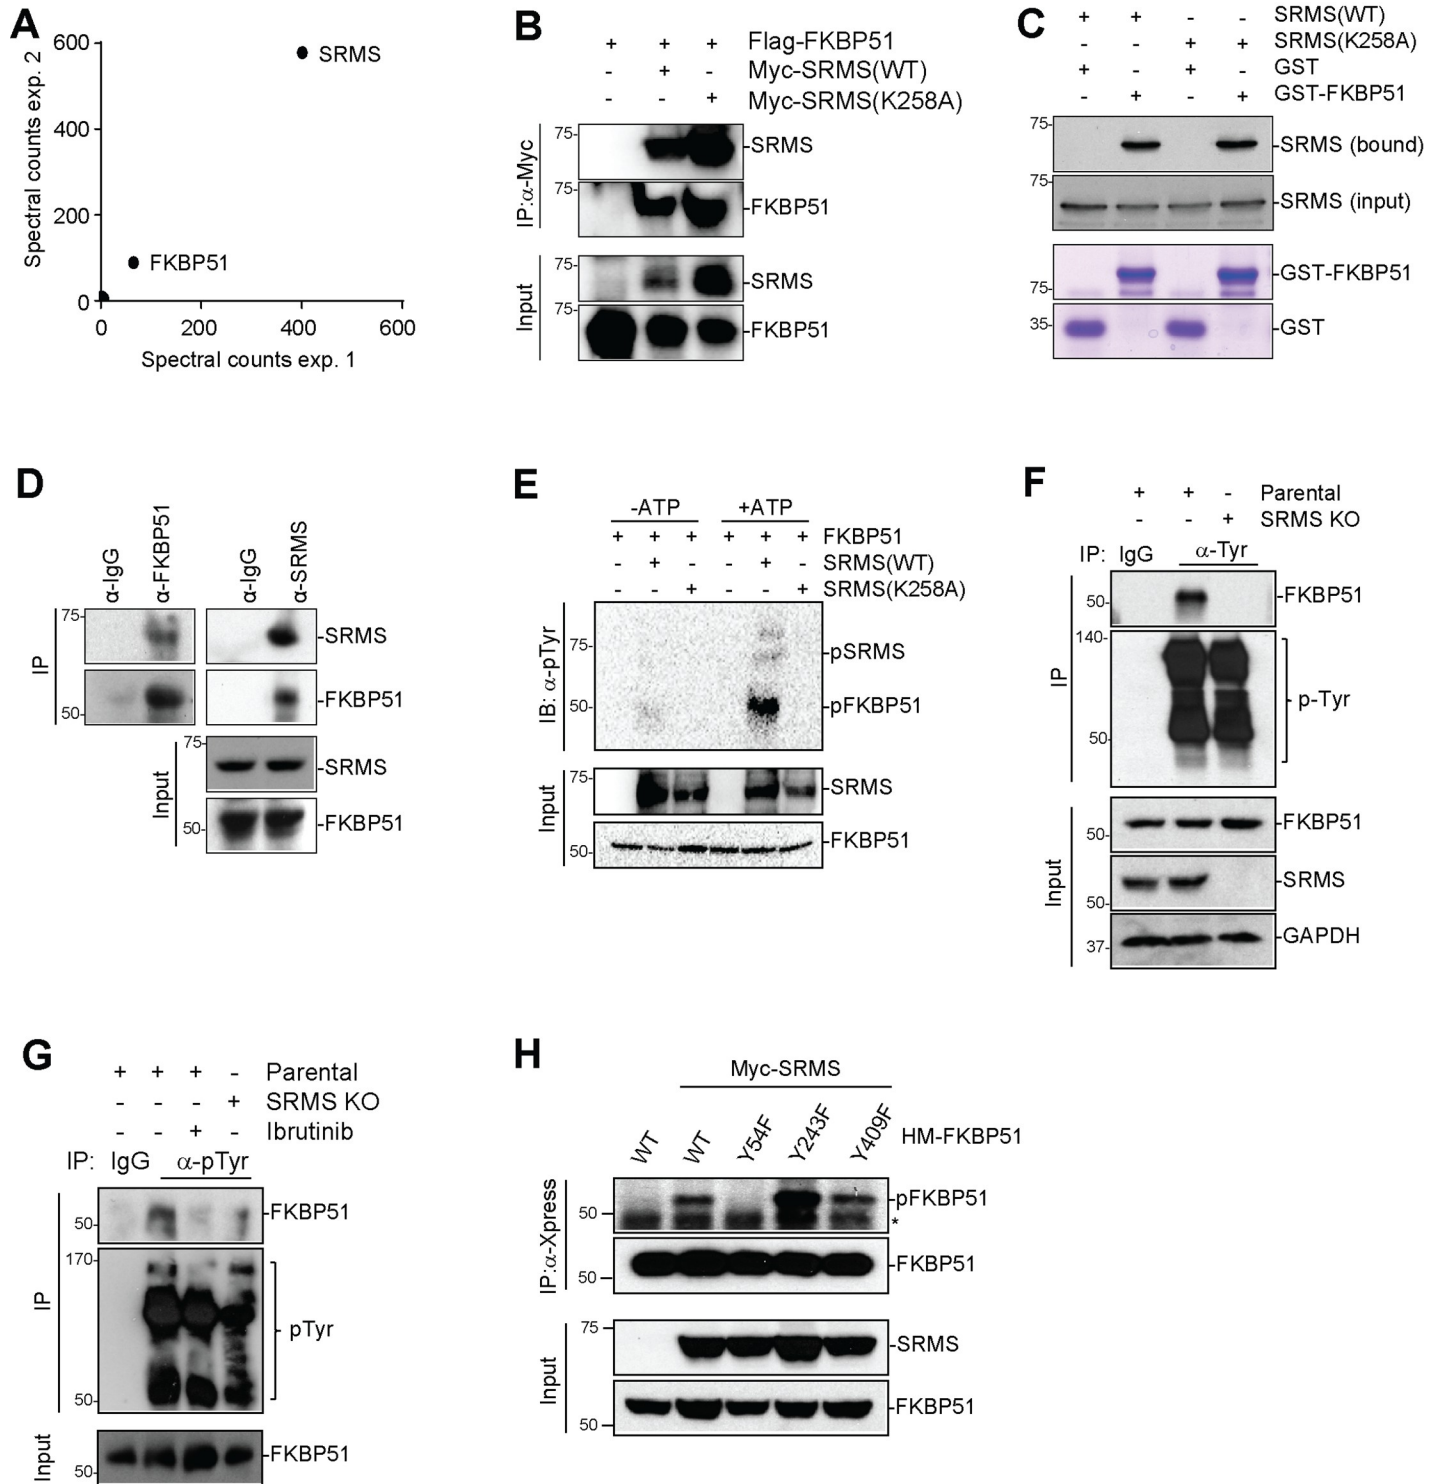 A
600
400
200
0
0 200 400 600
Spectral counts exp. 2
Spectral counts exp. 1
SRMS
FKBP51
B
+ + + Flag-FKBP51
- + - Myc-SRMS(WT)
- - + Myc-SRMS(K258A)
IP:α-Myc
75- -SRMS
75- FKBP51
Input
75- -SRMS
75- -FKBP51
C
+ + - - SRMS(WT)
- - + + SRMS(K258A)
+ - + - GST
- + - + GST-FKBP51
75- -SRMS (bound)
75- -SRMS (input)
75- -GST-FKBP51
35- -GST
D
α-IgG α-FKBP51 α-IgG α-SRMS
IP
75- -SRMS
50- -FKBP51
Input
75- -SRMS
50- -FKBP51
E
-ATP +ATP
+ + + + + + FKBP51
- + - - + - SRMS(WT)
- - + - - + SRMS(K258A)
IB: α-pTyr
75- -pSRMS
50- -pFKBP51
Input
75- -SRMS
50- -FKBP51
F
+ + - Parental
- - + SRMS KO
IP: IgG α-Tyr
IP
50- -FKBP51
140-
p-Tyr
50-
Input
50- -FKBP51
50- -SRMS
37- -GAPDH
G
+ + + - Parental
- - - + SRMS KO
- - + - Ibrutinib
IP: IgG α-pTyr
IP
50- -FKBP51
170-
pTyr
50-
Input
50- -FKBP51
H
Myc-SRMS
WT WT Y54F Y243F Y409F HM-FKBP51
IP:α-Xpress
50 -pFKBP51
*
50 -FKBP51
Input
75 -SRMS
50 -FKBP51